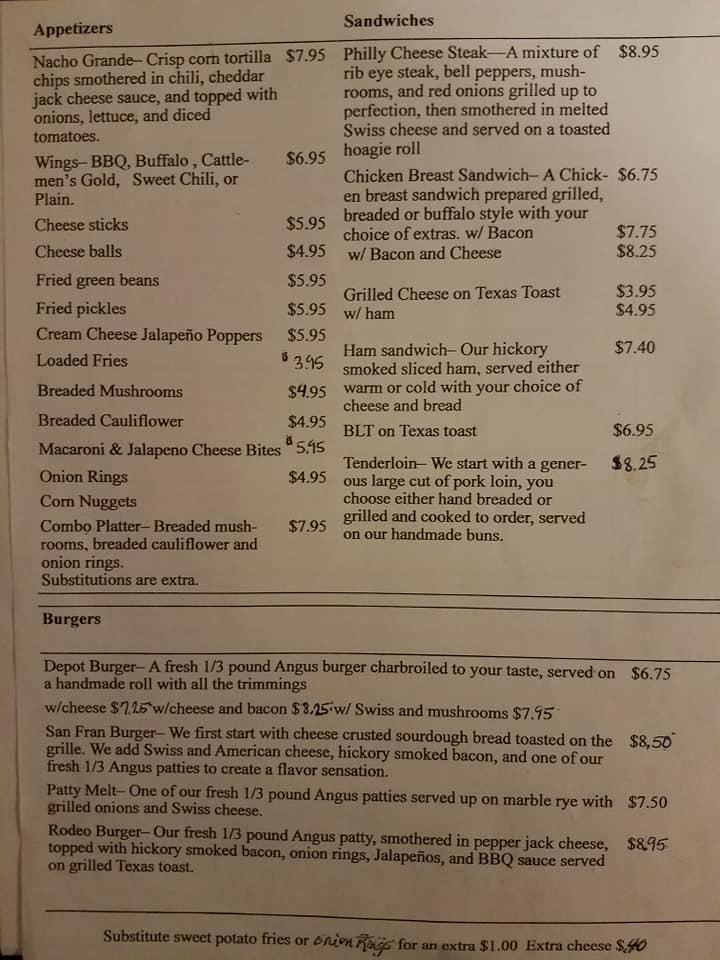 Appetizers
Nacho Grande– Crisp corn tortilla $7.95
chips smothered in chili, cheddar
jack cheese sauce, and topped with
onions, lettuce, and diced
tomatoes.
Wings– BBQ, Buffalo , Cattle- $6.95
men's Gold, Sweet Chili, or
Plain.
Cheese sticks $5.95
Cheese balls $4.95
Fried green beans $5.95
Fried pickles $5.95
Cream Cheese Jalapeño Poppers $5.95
Loaded Fries $3.95
Breaded Mushrooms $4.95
Breaded Cauliflower $4.95
Macaroni & Jalapeno Cheese Bites $5.95
Onion Rings $4.95
Corn Nuggets
Combo Platter– Breaded mush- $7.95
rooms, breaded cauliflower and
onion rings.
Substitutions are extra.
Sandwiches
Philly Cheese Steak—A mixture of $8.95
rib eye steak, bell peppers, mush-
rooms, and red onions grilled up to
perfection, then smothered in melted
Swiss cheese and served on a toasted
hoagie roll
Chicken Breast Sandwich– A Chick- $6.75
en breast sandwich prepared grilled,
breaded or buffalo style with your
choice of extras. w/ Bacon $7.75
w/ Bacon and Cheese $8.25
Grilled Cheese on Texas Toast $3.95
w/ ham $4.95
Ham sandwich– Our hickory $7.40
smoked sliced ham, served either
warm or cold with your choice of
cheese and bread
BLT on Texas toast $6.95
Tenderloin– We start with a gener- $8.25
ous large cut of pork loin, you
choose either hand breaded or
grilled and cooked to order, served
on our handmade buns.
Burgers
Depot Burger– A fresh 1/3 pound Angus burger charbroiled to your taste, served on $6.75
a handmade roll with all the trimmings
w/cheese $7.25 w/cheese and bacon $8.25 w/ Swiss and mushrooms $7.95
San Fran Burger– We first start with cheese crusted sourdough bread toasted on the $8,50
grille. We add Swiss and American cheese, hickory smoked bacon, and one of our
fresh 1/3 Angus patties to create a flavor sensation.
Patty Melt– One of our fresh 1/3 pound Angus patties served up on marble rye with $7.50
grilled onions and Swiss cheese.
Rodeo Burger– Our fresh 1/3 pound Angus patty, smothered in pepper jack cheese, $8.95
topped with hickory smoked bacon, onion rings, Jalapeños, and BBQ sauce served
on grilled Texas toast.
Substitute sweet potato fries or onion Rings for an extra $1.00 Extra cheese $.40